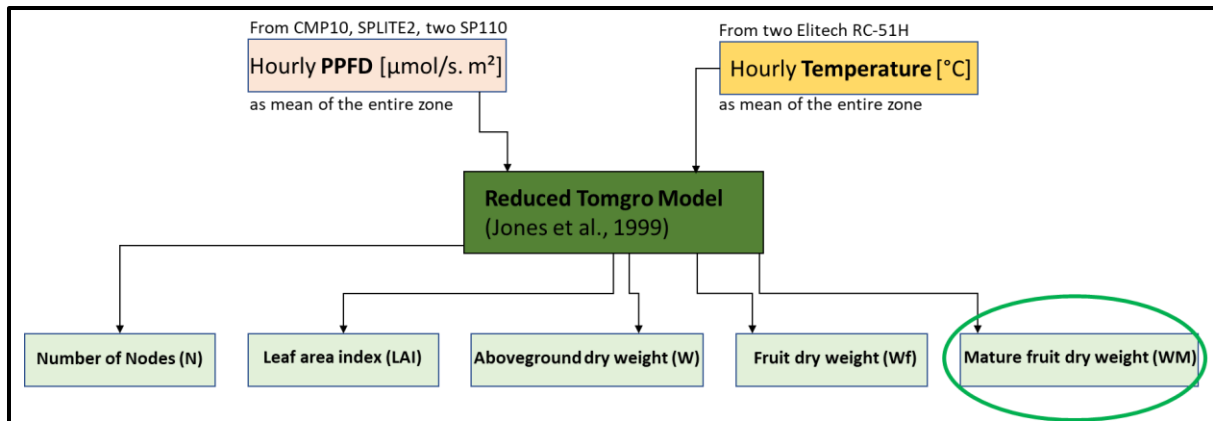 From CMP10, SPLITE2, two SP110
Hourly PPFD [µmol/s. m²]
as mean of the entire zone
From two Elitech RC-51H
Hourly Temperature [°C]
as mean of the entire zone
Reduced Tomgro Model
(Jones et al., 1999)
Number of Nodes (N)
Leaf area index (LAI)
Aboveground dry weight (W)
Fruit dry weight (Wf)
Mature fruit dry weight (WM)